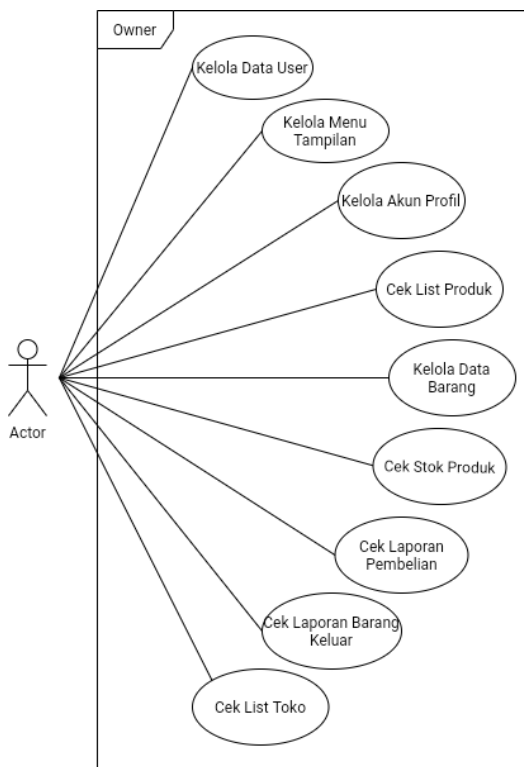 Owner
Kelola Data User
Kelola Menu
Tampilan
Kelola Akun Profil
Cek List Produk
Kelola Data
Barang
Actor
Cek Stok Produk
Cek Laporan
Pembelian
Cek Laporan Barang
Keluar
Cek List Toko